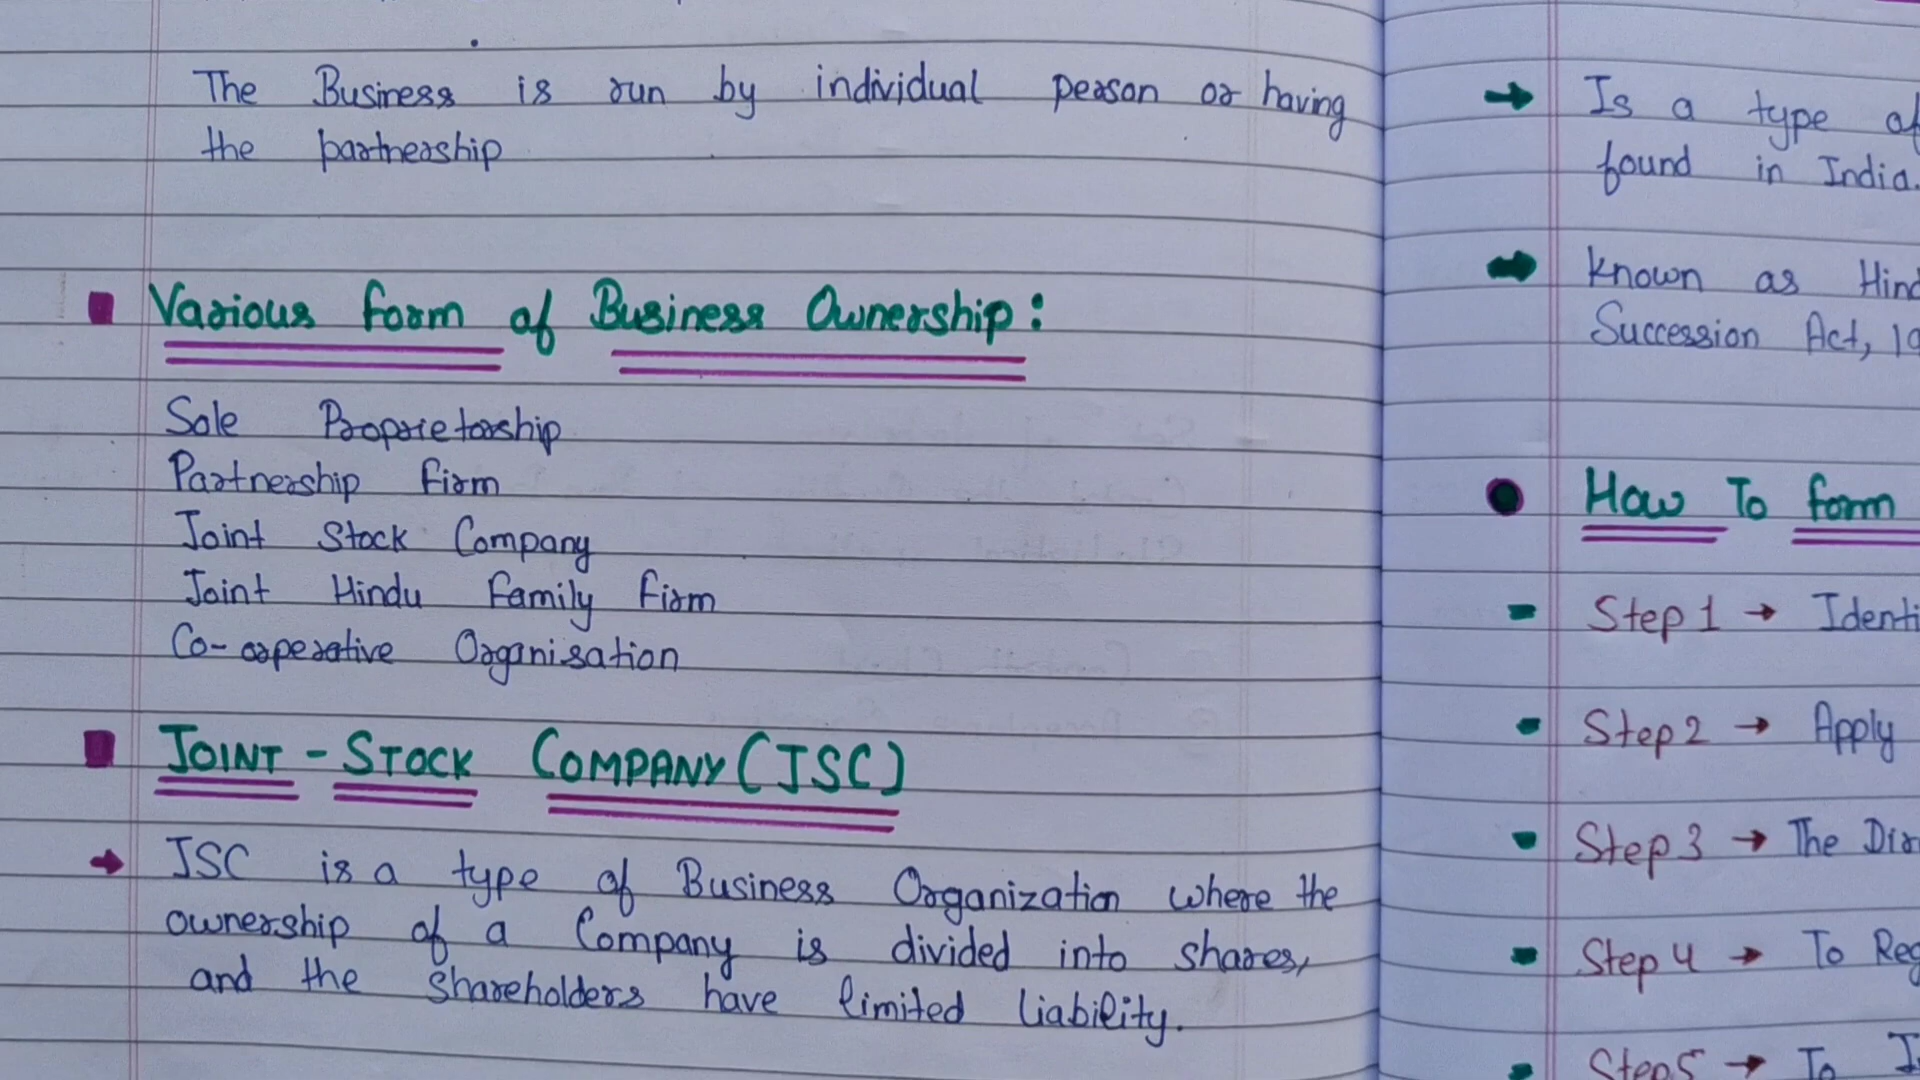 The Business is run by individual person or having
the partnership
Various form of Business Ownership:
Sole Proprietorship
Partnership firm
Joint Stock Company
Joint Hindu family firm
Co-operative Organisation
JOINT-STOCK COMPANY(JSC)
→ JSC is a type of Business Organization where the
ownership of a Company is divided into shares,
and the shareholders have limited liability.
→ Is a type of
found in India.
→ Known as
Succession Act,
How To form
Step 1 →
Step 2 → Apply
Step 3 → The
Step 4 → To
Step 5 → To